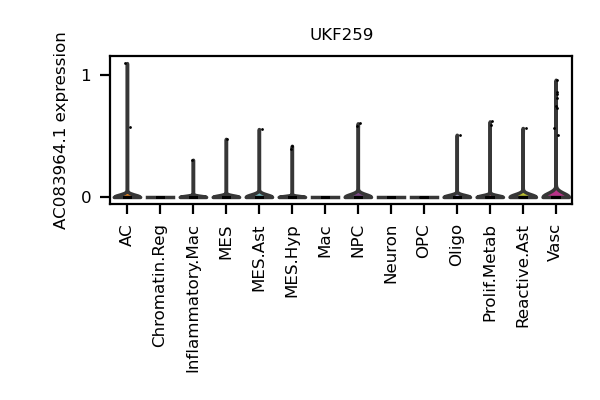 UKF259
AC083964.1 expression
1
0
AC
Chromatin.Reg
Inflammatory.Mac
MES
MES.Ast
MES.Hyp
Mac
NPC
Neuron
OPC
Oligo
Prolif.Metab
Reactive.Ast
Vasc